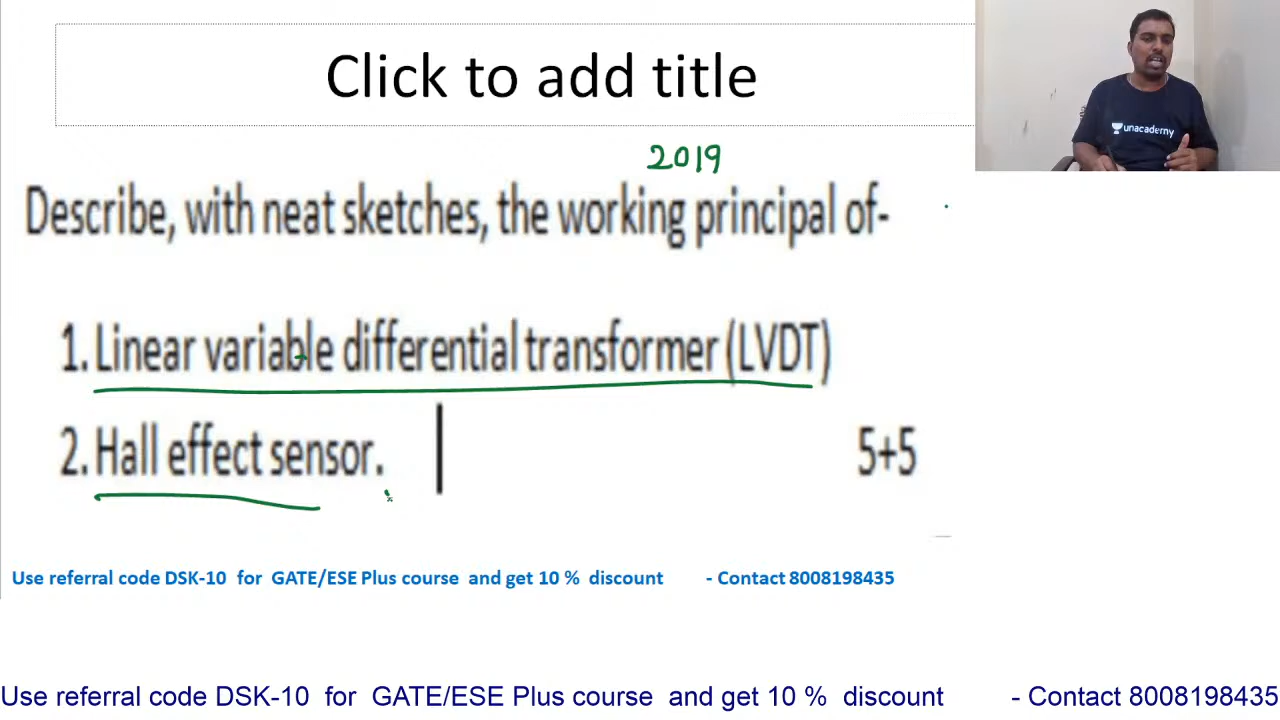 Click to add title
unacademy
2019
Describe, with neat sketches, the working principal of-
1. Linear variable differential transformer (LVDT)
2. Hall effect sensor.
5+5
Use referral code DSK-10 for GATE/ESE Plus course and get 10 % discount - Contact 8008198435
Use referral code DSK-10 for GATE/ESE Plus course and get 10 % discount - Contact 8008198435